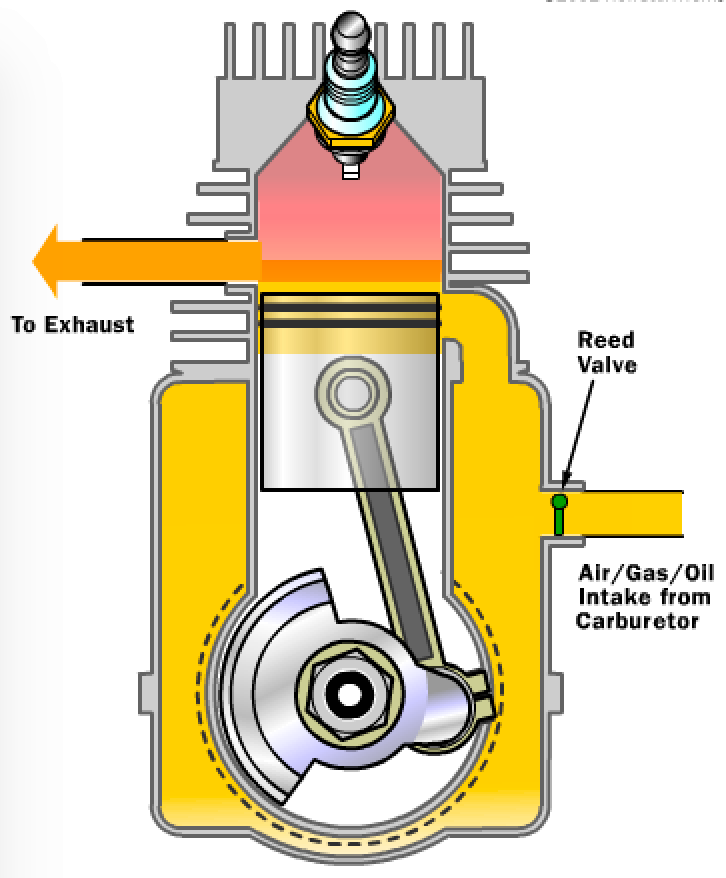 To Exhaust
Reed
Valve
Air/Gas/Oil
Intake from
Carburetor